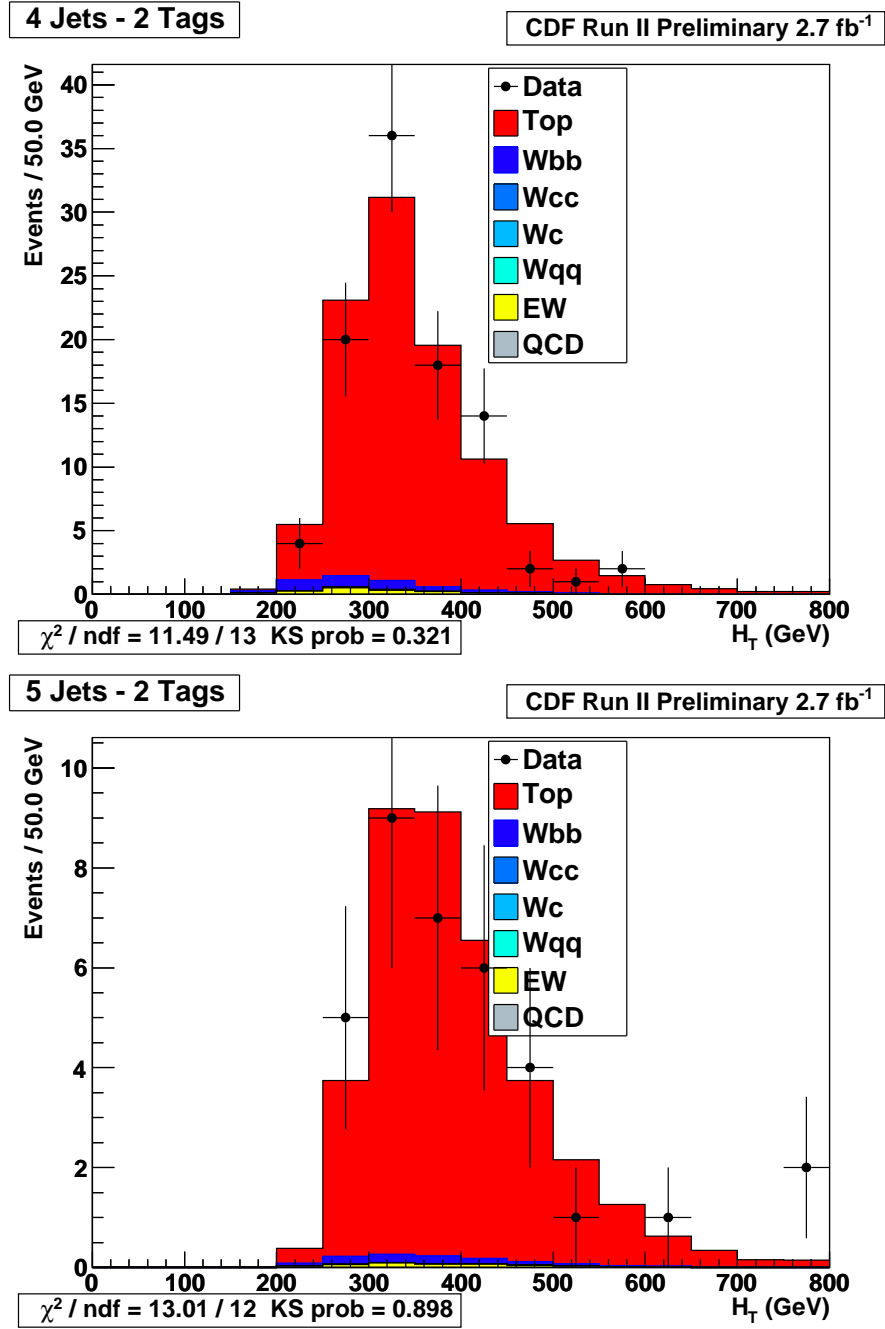 4 Jets - 2 Tags
CDF Run II Preliminary 2.7 fb⁻¹
Events / 50.0 GeV
40
35
30
25
20
15
10
5
0
Data
Top
Wbb
Wcc
Wc
Wqq
EW
QCD
0 100 200 300 400 500 600 700 800
H_T (GeV)
χ² / ndf = 11.49 / 13 KS prob = 0.321
5 Jets - 2 Tags
CDF Run II Preliminary 2.7 fb⁻¹
Events / 50.0 GeV
10
8
6
4
2
0
Data
Top
Wbb
Wcc
Wc
Wqq
EW
QCD
0 100 200 300 400 500 600 700 800
H_T (GeV)
χ² / ndf = 13.01 / 12 KS prob = 0.898